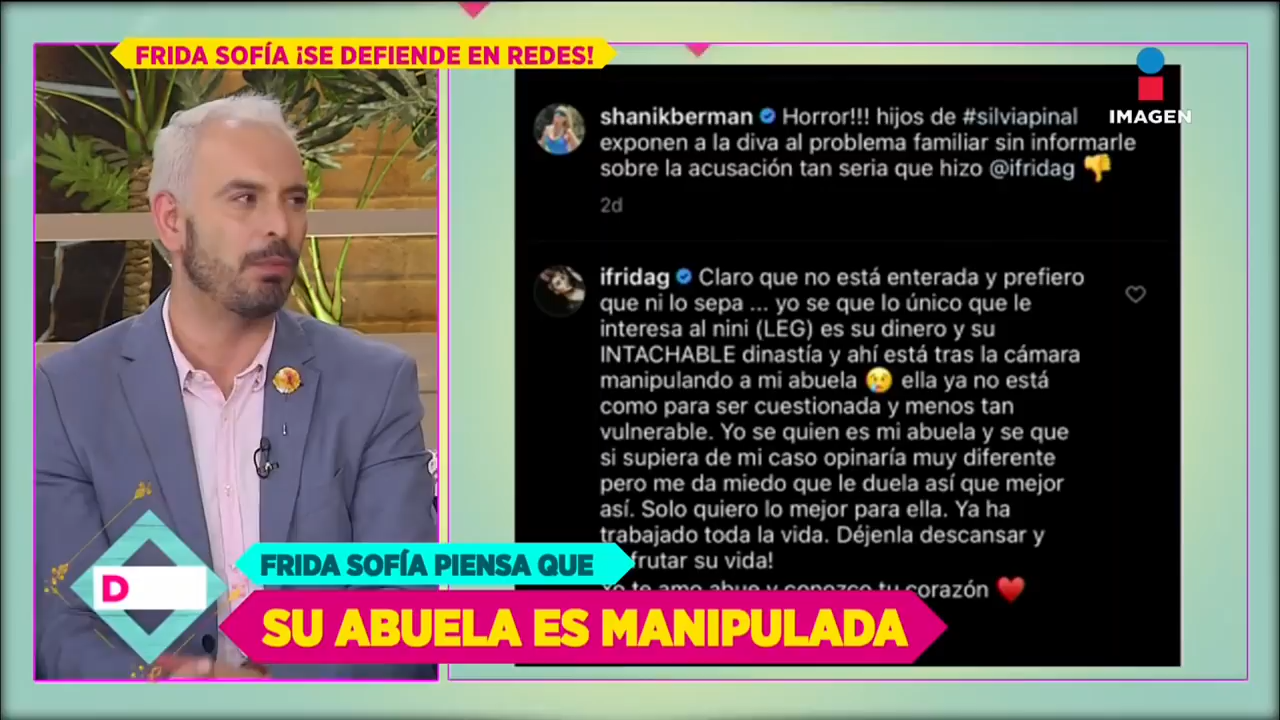 FRIDA SOFÍA ¡SE DEFIENDE EN REDES!
IMAGEN
shanikberman Horror!!! hijos de #silviapinal
exponen a la diva al problema familiar sin informarle
sobre la acusación tan seria que hizo @ifridag
2d
ifridag Claro que no está enterada y prefiero
que ni lo sepa ... yo se que lo único que le
interesa al nini (LEG) es su dinero y su
INTACHABLE dinastía y ahí está tras la cámara
manipulando a mi abuela ella ya no está
como para ser cuestionada y menos tan
vulnerable. Yo se quien es mi abuela y se que
si supiera de mi caso opinaría muy diferente
pero me da miedo que le duela así que mejor
así. Solo quiero lo mejor para ella. Ya ha
trabajado toda la vida. Déjenla descansar y
frutar su vida!
Yo te amo abue y conozco tu corazón
D
FRIDA SOFÍA PIENSA QUE
SU ABUELA ES MANIPULADA